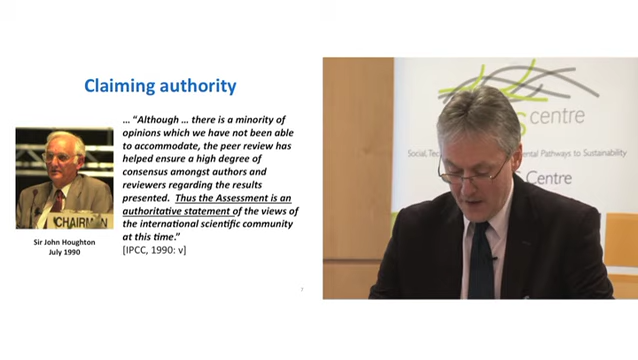 Claiming authority
… "Although … there is a minority of
opinions which we have not been able
to accommodate, the peer review has
helped ensure a high degree of
consensus amongst authors and
reviewers regarding the results
presented.  Thus the Assessment is an
authoritative statement of the views of
the international scientific community
at this time."
[IPCC, 1990: v]
CHAIRMAN
Sir John Houghton
July 1990
7
centre
Social, Tec
ental Pathways to Sustainability
Centre